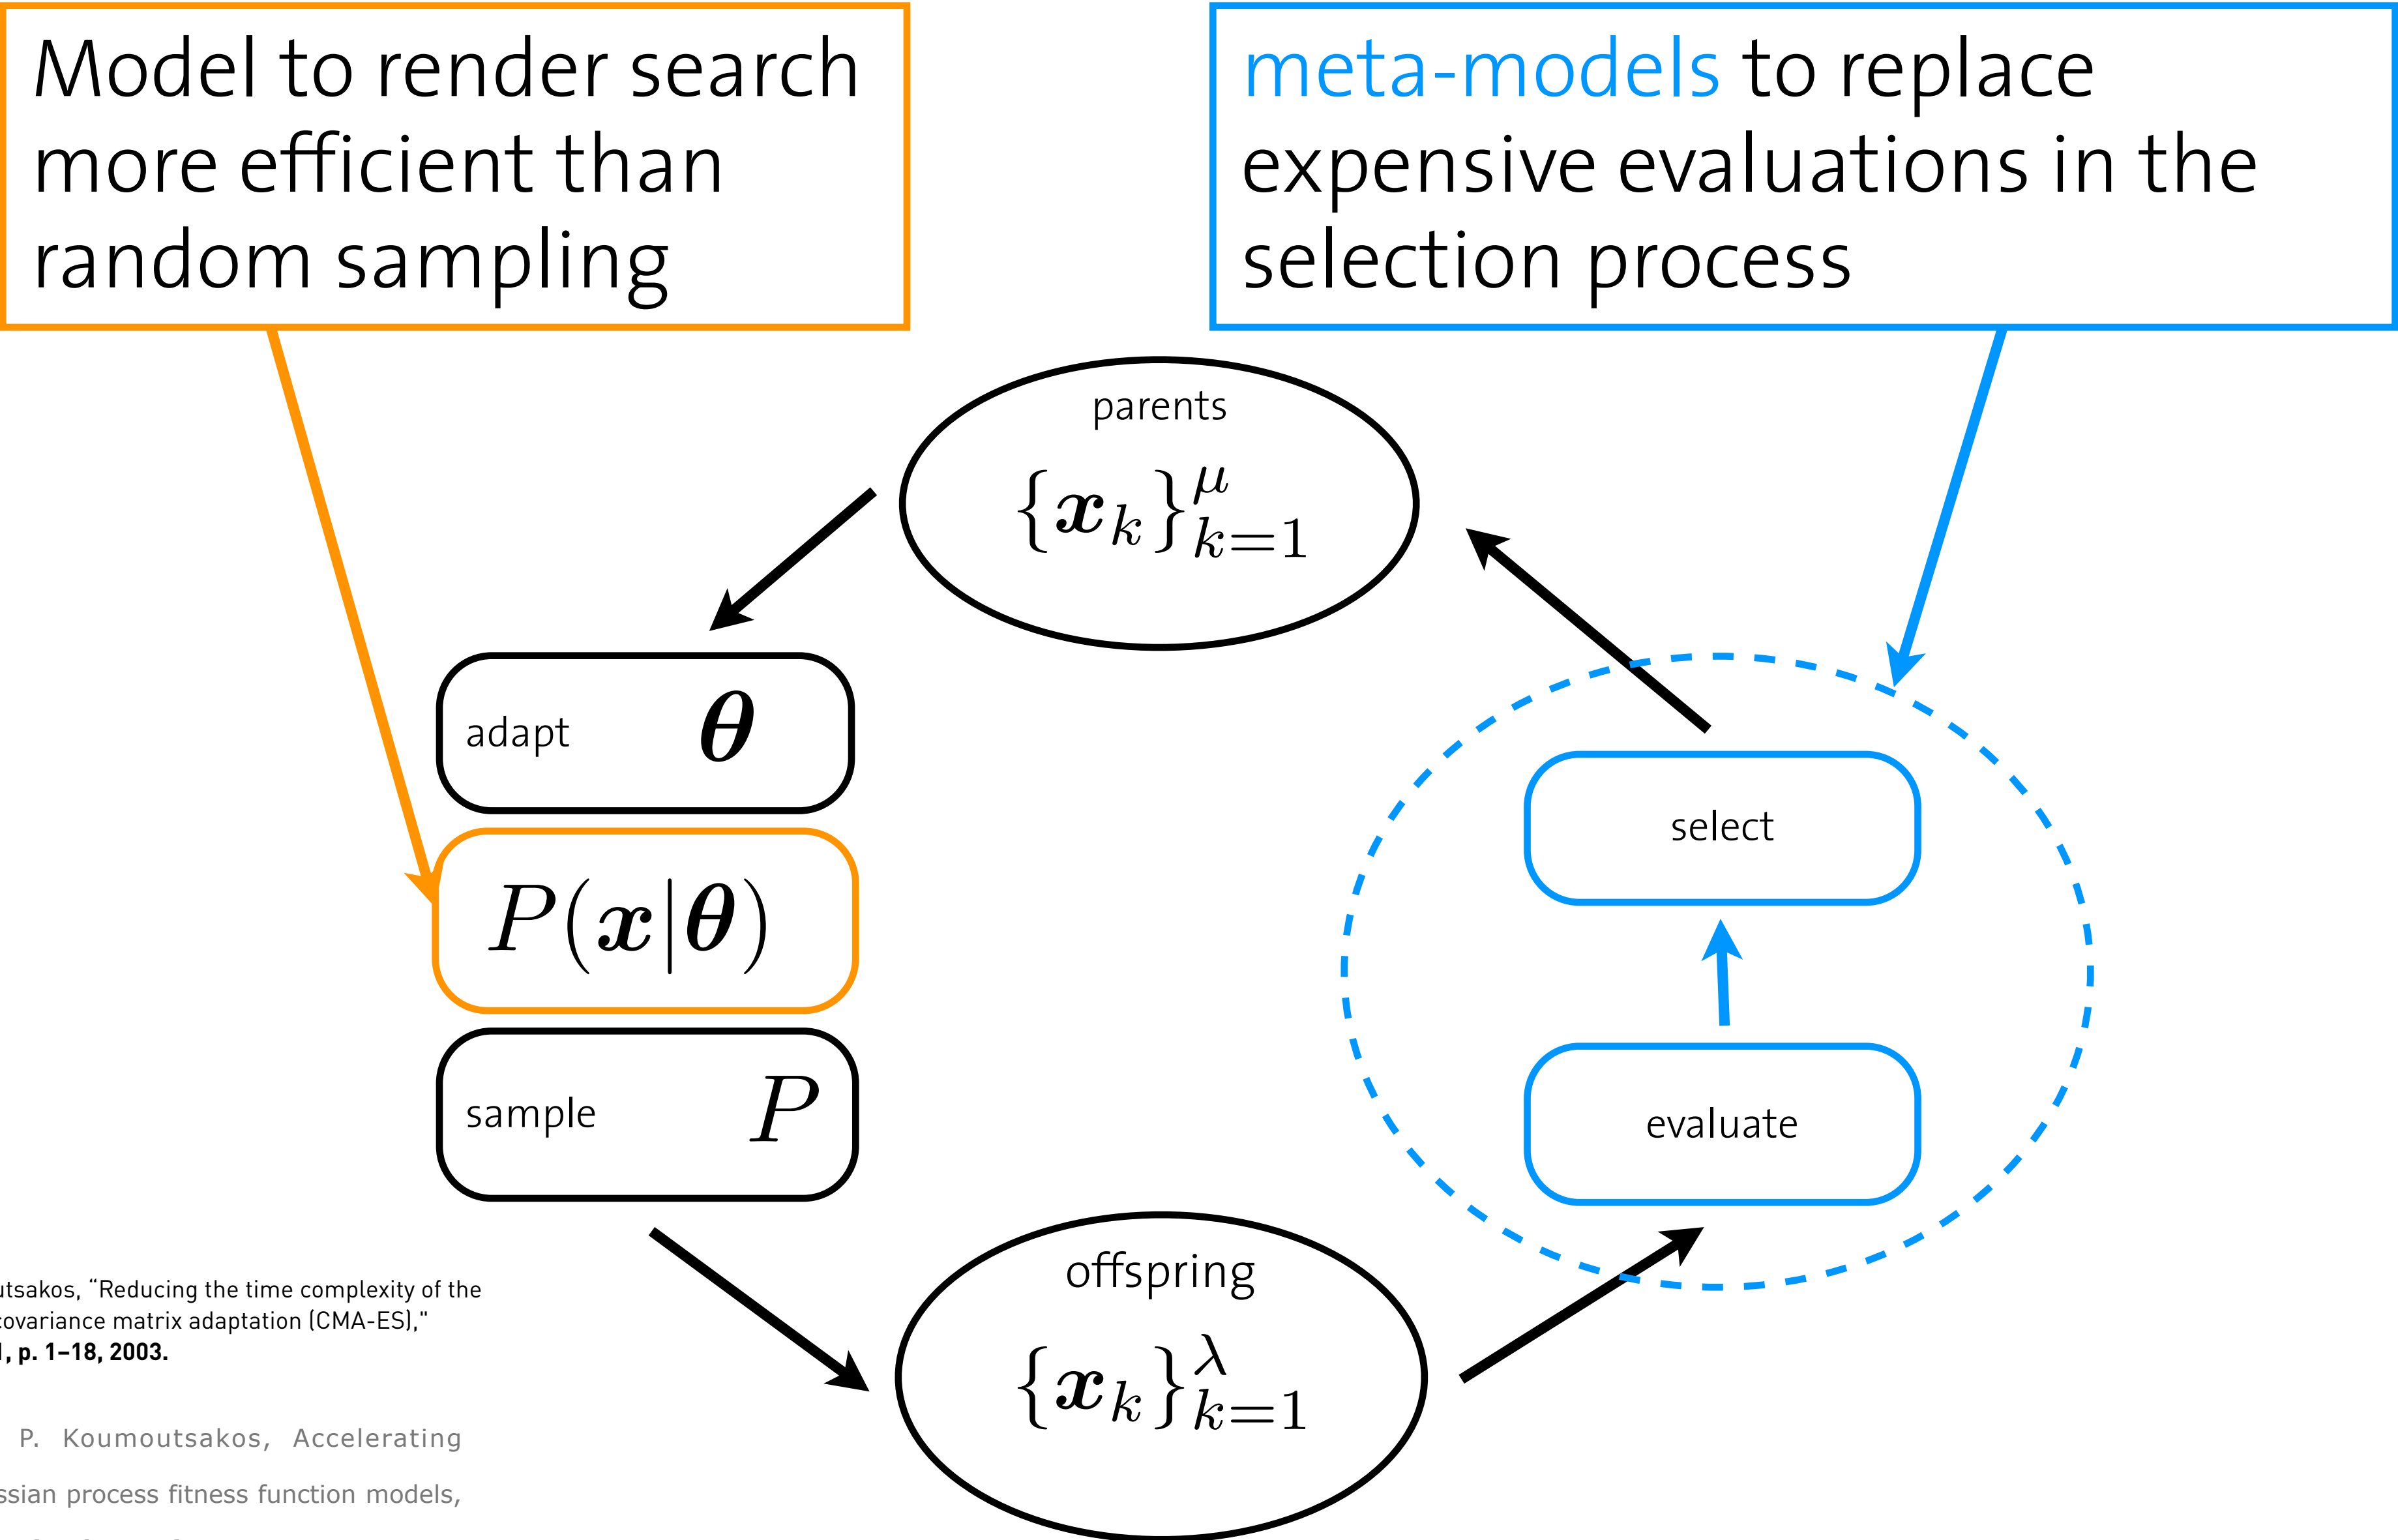 Model to render search
more efficient than
random sampling
meta-models to replace
expensive evaluations in the
selection process
parents
{x_k}_{k=1}^μ
adapt θ
P(x|θ)
sample P
select
evaluate
offspring
{x_k}_{k=1}^λ
utsakos, “Reducing the time complexity of the
covariance matrix adaptation (CMA-ES),"
, p. 1–18, 2003.
P. Koumoutsakos, Accelerating
ssian process fitness function models,